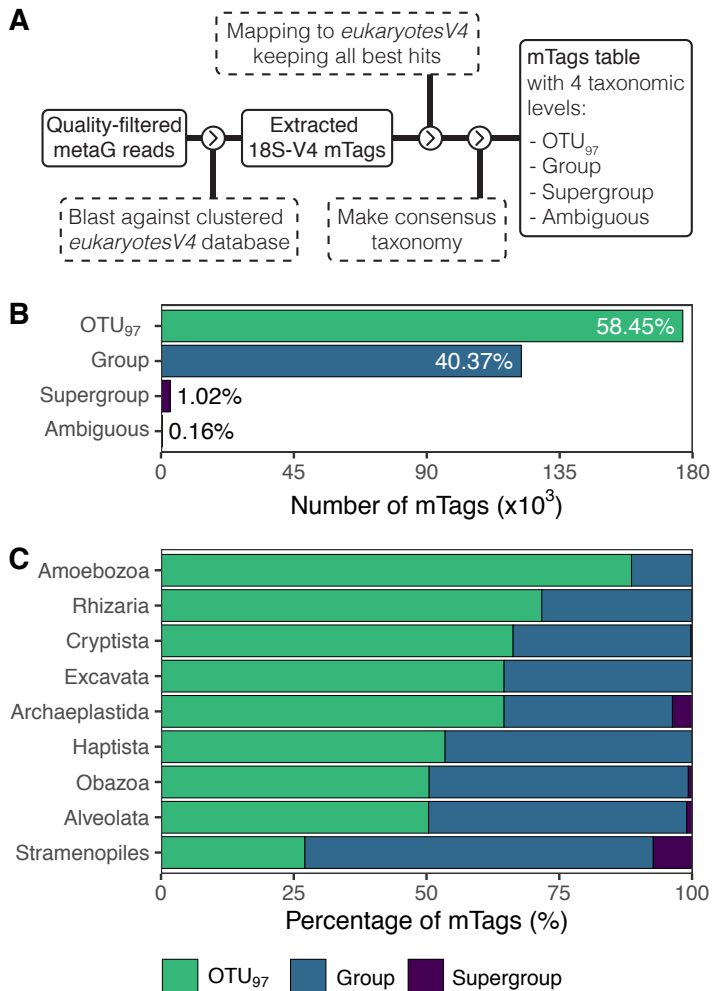 A
Mapping to eukaryotesV4
keeping all best hits
mTags table
with 4 taxonomic
levels:
- OTU₉₇
- Group
- Supergroup
- Ambiguous
Quality-filtered
metaG reads
Extracted
18S-V4 mTags
Blast against clustered
eukaryotesV4 database
Make consensus
taxonomy
B
OTU₉₇ 58.45%
Group 40.37%
Supergroup 1.02%
Ambiguous 0.16%
0 45 90 135 180
Number of mTags (x10³)
C
Amoebozoa
Rhizaria
Cryptista
Excavata
Archaeplastida
Haptista
Obazoa
Alveolata
Stramenopiles
0 25 50 75 100
Percentage of mTags (%)
OTU₉₇ Group Supergroup